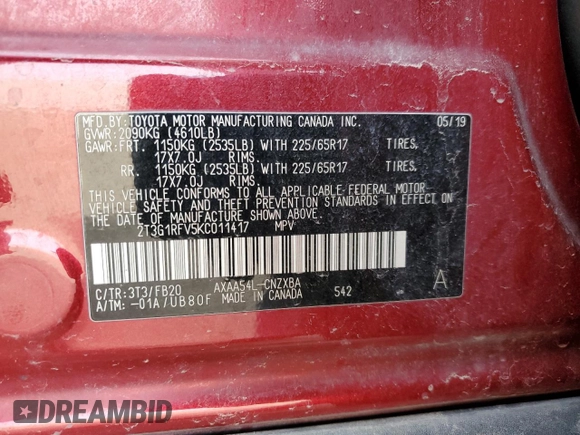 MFD.BY:TOYOTA MOTOR MANUFACTURING CANADA INC. 05/19
GVWR:2090KG (4610LB)
GAWR:FRT. 1150KG (2535LB) WITH 225/65R17 TIRES,
17X7.0J RIMS.
RR. 1150KG (2535LB) WITH 225/65R17 TIRES,
17X7.0J RIMS.
THIS VEHICLE CONFORMS TO ALL APPLICABLE FEDERAL MOTOR
VEHICLE SAFETY AND THEFT PREVENTION STANDARDS IN EFFECT ON
THE DATE OF MANUFACTURE SHOWN ABOVE.
2T3G1RFV5KC011417 MPV
C/TR:3T3/FB20 AXAA54L-CNZXBA
A/TM:-01A/UB80F MADE IN CANADA 542 A
DREAMBID